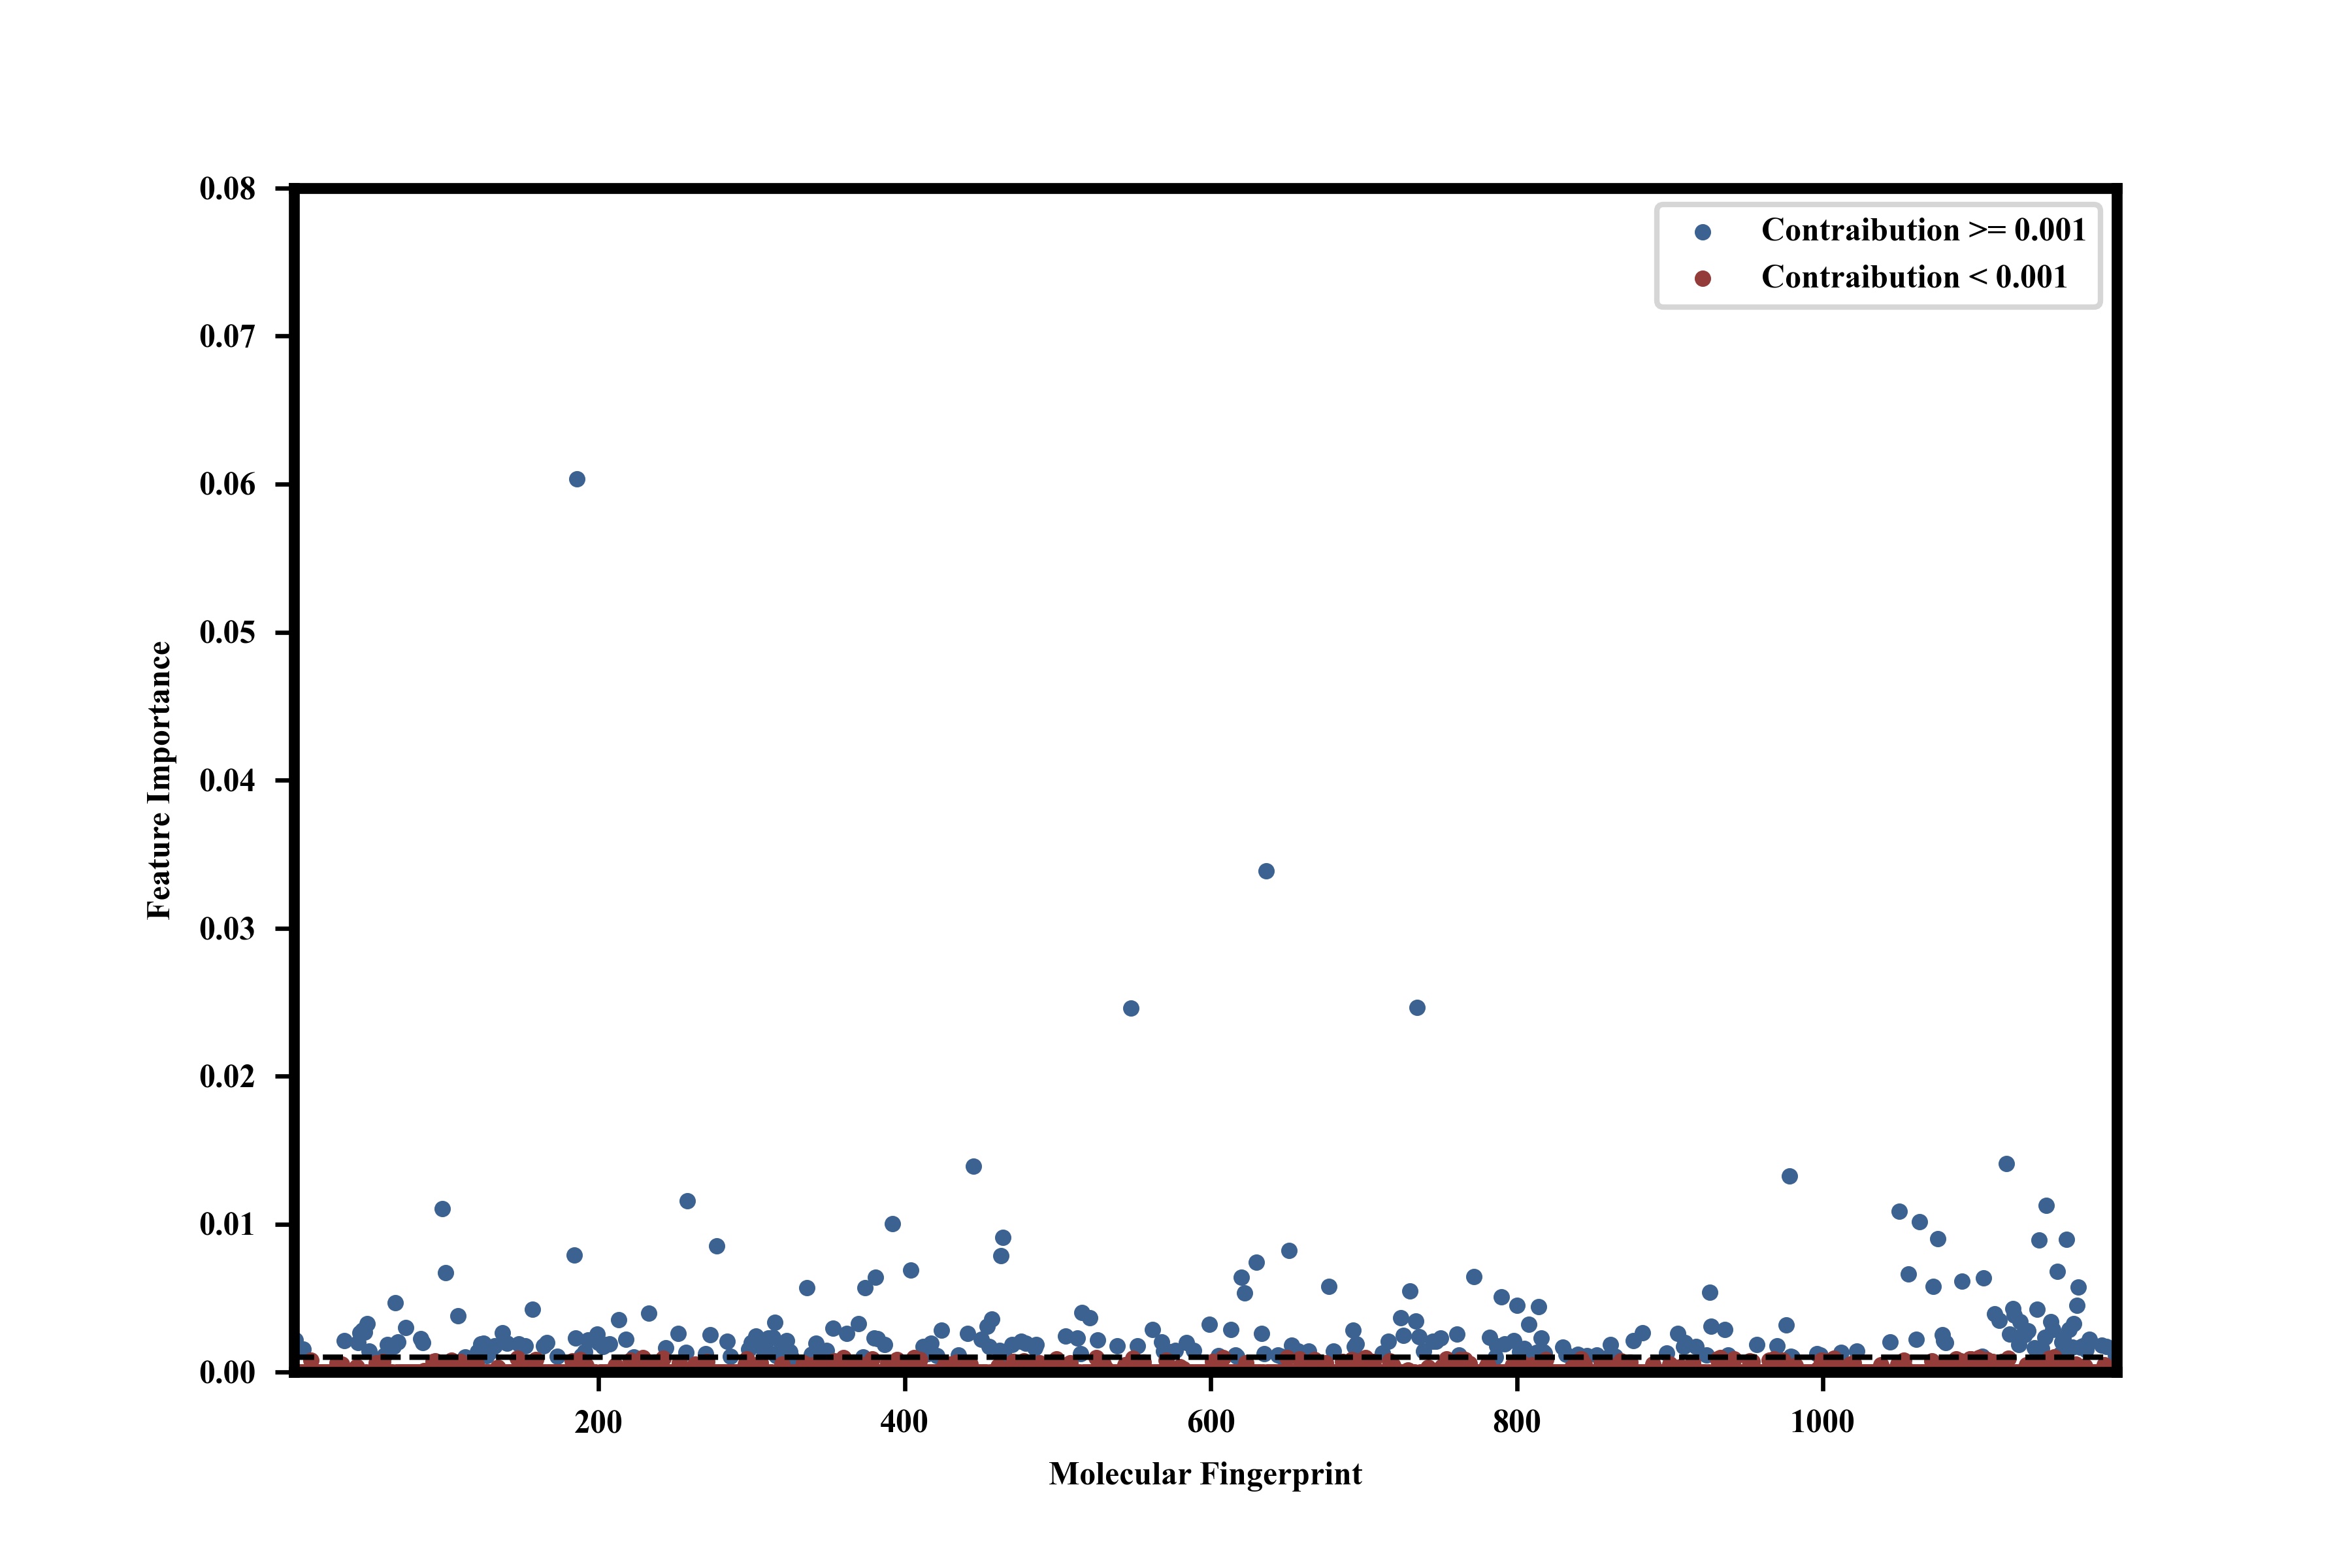 0.08
Contraibution >= 0.001
Contraibution < 0.001
0.07
0.06
0.05
0.04
0.03
0.02
0.01
0.00
Feature Importance
200 400 600 800 1000
Molecular Fingerprint